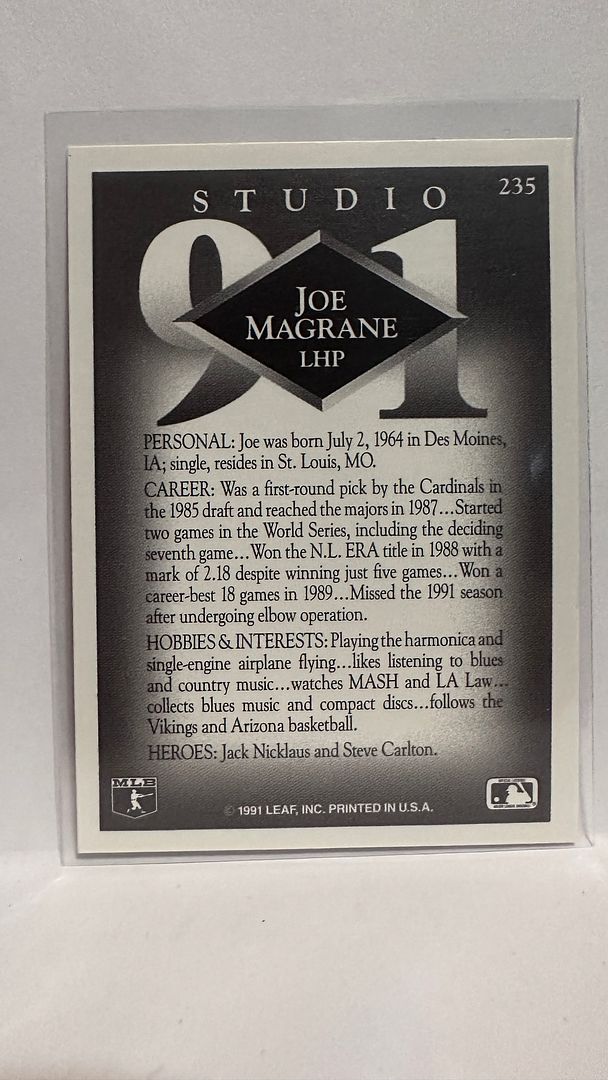 STUDIO 235
91
JOE
MAGRANE
LHP
PERSONAL: Joe was born July 2, 1964 in Des Moines,
IA; single, resides in St. Louis, MO.
CAREER: Was a first-round pick by the Cardinals in
the 1985 draft and reached the majors in 1987...Started
two games in the World Series, including the deciding
seventh game...Won the N.L. ERA title in 1988 with a
mark of 2.18 despite winning just five games...Won a
career-best 18 games in 1989...Missed the 1991 season
after undergoing elbow operation.
HOBBIES & INTERESTS: Playing the harmonica and
single-engine airplane flying...likes listening to blues
and country music...watches MASH and LA Law...
collects blues music and compact discs...follows the
Vikings and Arizona basketball.
HEROES: Jack Nicklaus and Steve Carlton.
MLB
© 1991 LEAF, INC. PRINTED IN U.S.A.